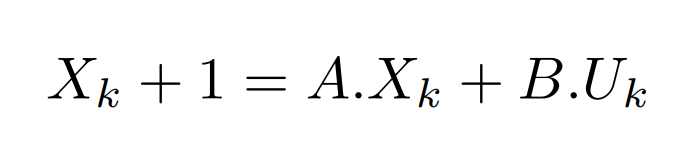 X_k + 1 = A.X_k + B.U_k